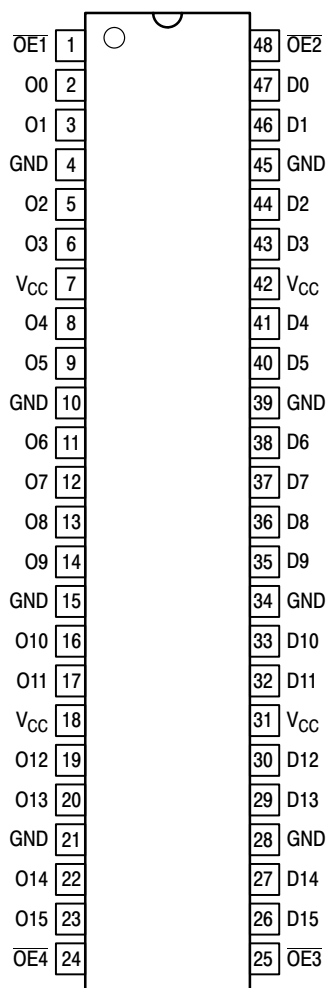 O̅E̅1̅ 1 48 O̅E̅2̅
O0 2 47 D0
O1 3 46 D1
GND 4 45 GND
O2 5 44 D2
O3 6 43 D3
VCC 7 42 VCC
O4 8 41 D4
O5 9 40 D5
GND 10 39 GND
O6 11 38 D6
O7 12 37 D7
O8 13 36 D8
O9 14 35 D9
GND 15 34 GND
O10 16 33 D10
O11 17 32 D11
VCC 18 31 VCC
O12 19 30 D12
O13 20 29 D13
GND 21 28 GND
O14 22 27 D14
O15 23 26 D15
O̅E̅4̅ 24 25 O̅E̅3̅